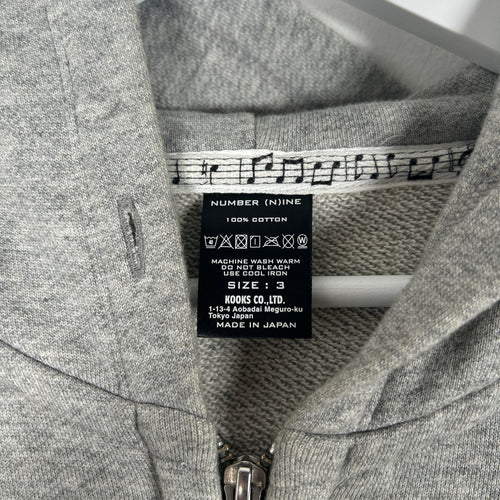 NUMBER (N)INE
100% COTTON
MACHINE WASH WARM
DO NOT BLEACH
USE COOL IRON
SIZE : 3
KOOKS CO.,LTD.
1-13-4 Aobadai Meguro-ku
Tokyo Japan
MADE IN JAPAN